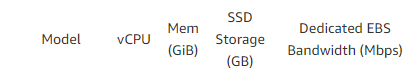 Model vCPU Mem (GiB) SSD Storage (GB) Dedicated EBS Bandwidth (Mbps)